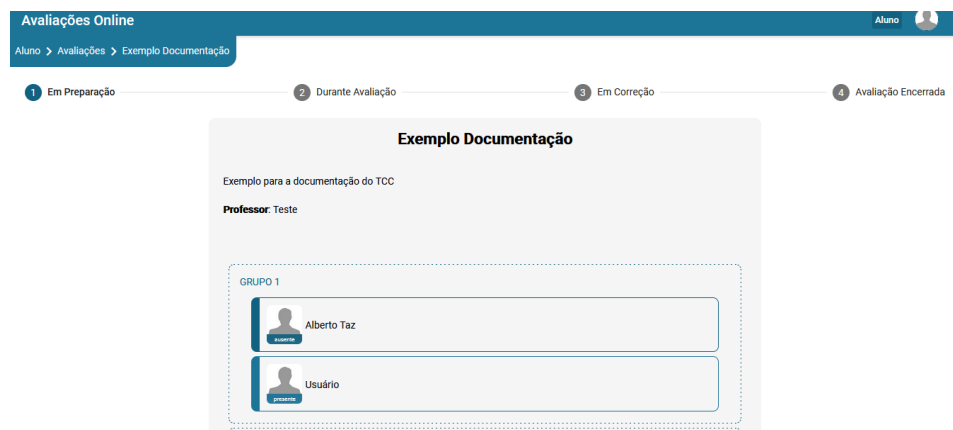 Avaliações Online
Aluno
Aluno > Avaliações > Exemplo Documentação
1 Em Preparação
2 Durante Avaliação
3 Em Correção
4 Avaliação Encerrada
Exemplo Documentação
Exemplo para a documentação do TCC
Professor: Teste
GRUPO 1
Alberto Taz
ausente
Usuário
presente